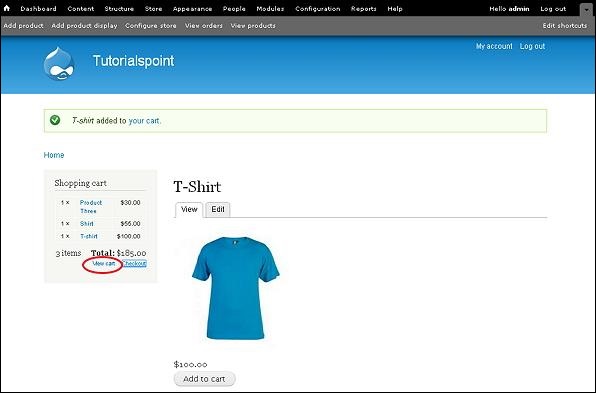 Dashboard Content Structure Store Appearance People Modules Configuration Reports Help Hello admin Log out
Add product Add product display Configure store View orders View products Edit shortcuts
My account Log out
Tutorialspoint
T-shirt added to your cart.
Home
Shopping cart
1 × Product Three $30.00
1 × Shirt $55.00
1 × T-shirt $100.00
3 items Total: $185.00
View cart Checkout
T-Shirt
View Edit
$100.00
Add to cart